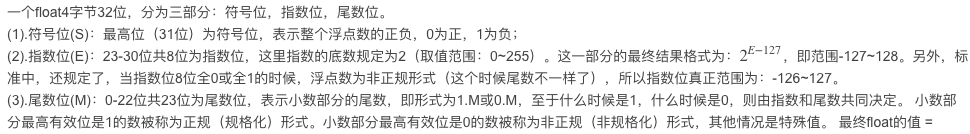 一个float4字节32位，分为三部分：符号位，指数位，尾数位。
(1).符号位(S)：最高位（31位）为符号位，表示整个浮点数的正负，0为正，1为负；
(2).指数位(E)：23-30位共8位为指数位，这里指数的底数规定为2（取值范围：0~255）。这一部分的最终结果格式为：2^{E-127}，即范围-127~128。另外，标
准中，还规定了，当指数位8位全0或全1的时候，浮点数为非正规形式（这个时候尾数不一样了），所以指数位真正范围为：-126~127。
(3).尾数位(M)：0-22位共23位为尾数位，表示小数部分的尾数，即形式为1.M或0.M，至于什么时候是1，什么时候是0，则由指数和尾数共同决定。 小数部
分最高有效位是1的数被称为正规（规格化）形式。小数部分最高有效位是0的数被称为非正规（非规格化）形式，其他情况是特殊值。 最终float的值 =